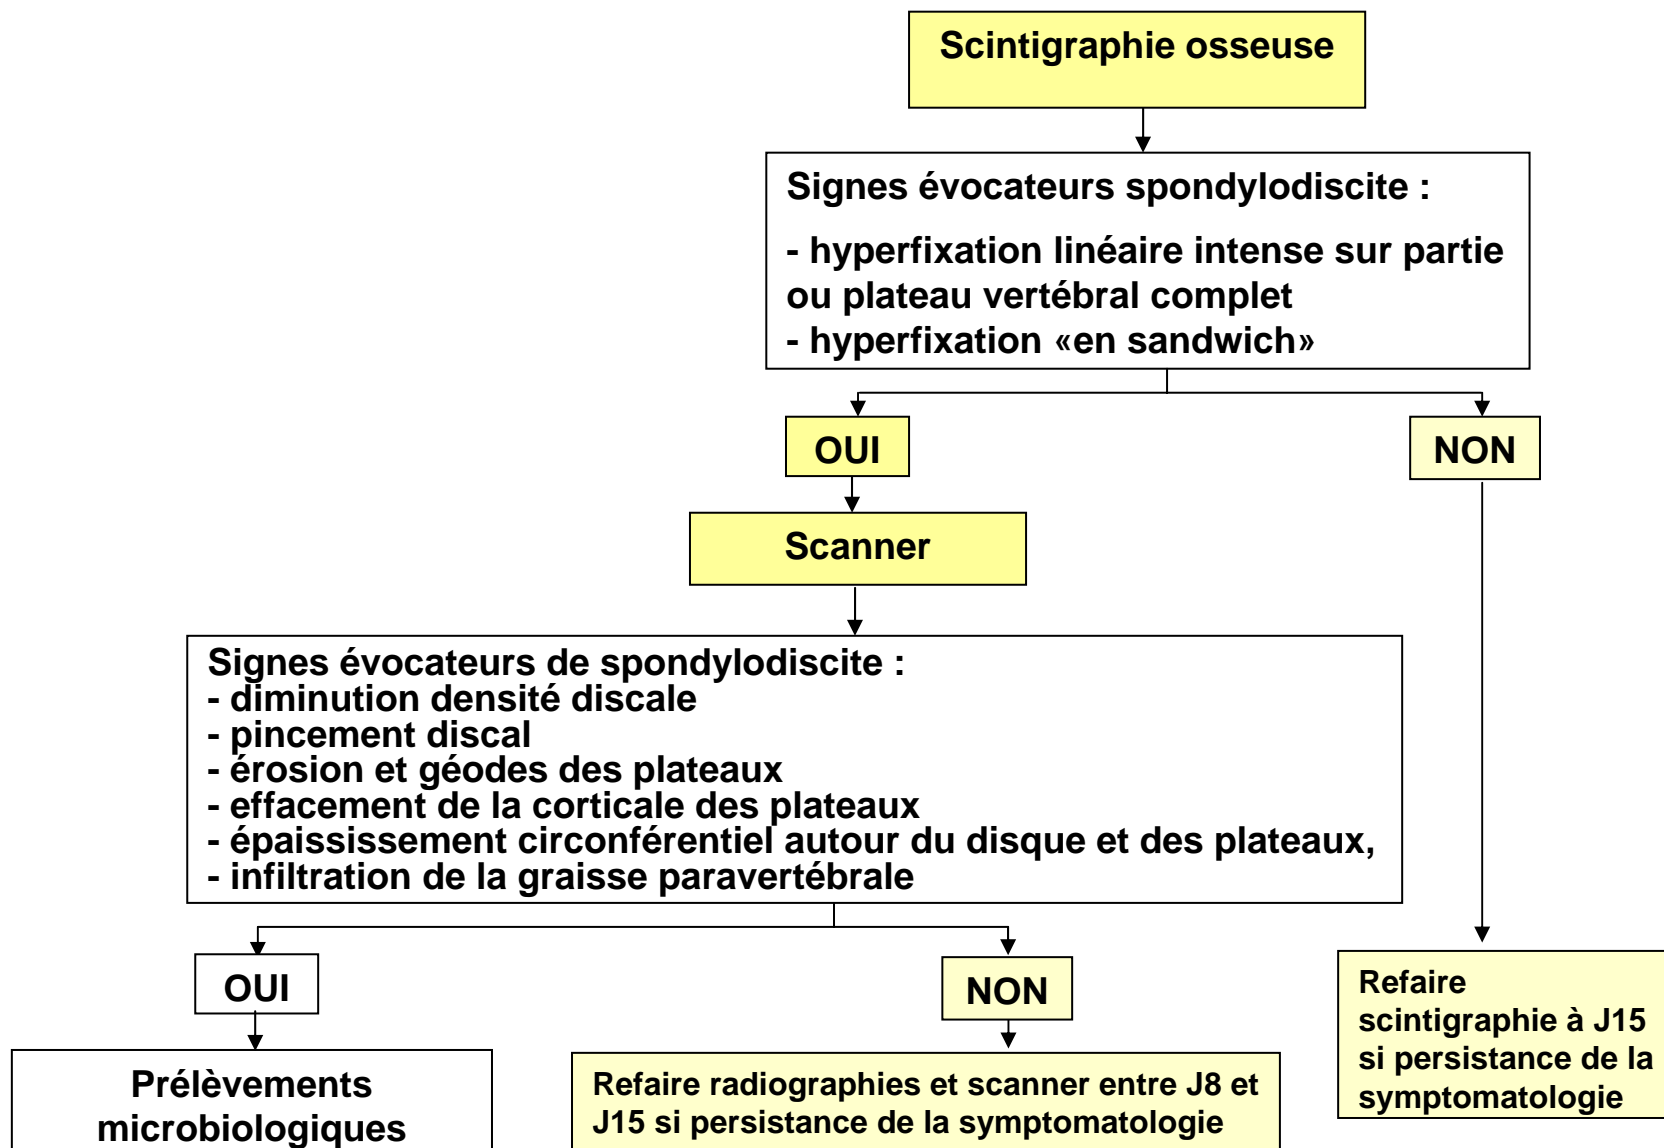 Scintigraphie osseuse
Signes évocateurs spondylodiscite :
- hyperfixation linéaire intense sur partie
ou plateau vertébral complet
- hyperfixation «en sandwich»
OUI
NON
Scanner
Signes évocateurs de spondylodiscite :
- diminution densité discale
- pincement discal
- érosion et géodes des plateaux
- effacement de la corticale des plateaux
- épaississement circonférentiel autour du disque et des plateaux,
- infiltration de la graisse paravertébrale
OUI
NON
Refaire
scintigraphie à J15
si persistance de la
symptomatologie
Prélèvements
microbiologiques
Refaire radiographies et scanner entre J8 et
J15 si persistance de la symptomatologie